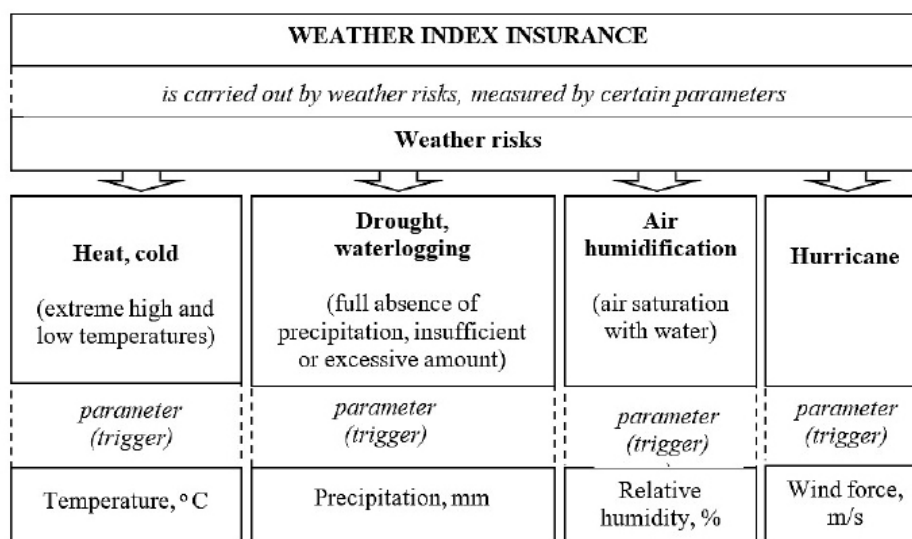 WEATHER INDEX INSURANCE
is carried out by weather risks, measured by certain parameters
Weather risks
Heat, cold
(extreme high and
low temperatures)
parameter
(trigger)
Temperature, °C
Drought,
waterlogging
(full absence of
precipitation, insufficient
or excessive amount)
parameter
(trigger)
Precipitation, mm
Air
humidification
(air saturation
with water)
parameter
(trigger)
Relative
humidity, %
Hurricane
parameter
(trigger)
Wind force,
m/s